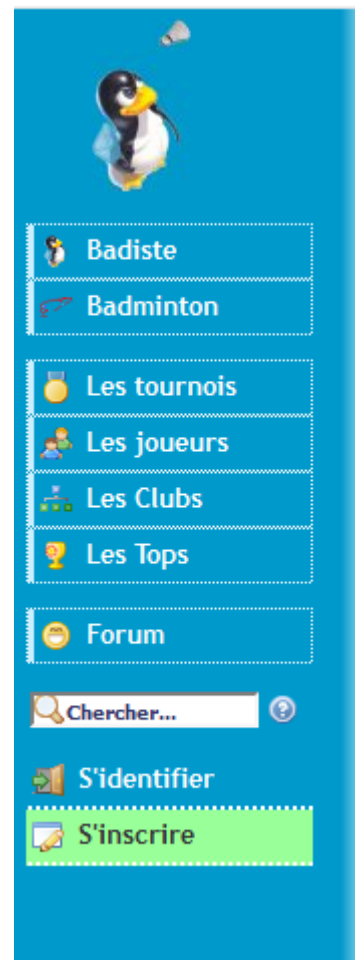 Badiste
Badminton
Les tournois
Les joueurs
Les Clubs
Les Tops
Forum
Chercher...
S'identifier
S'inscrire